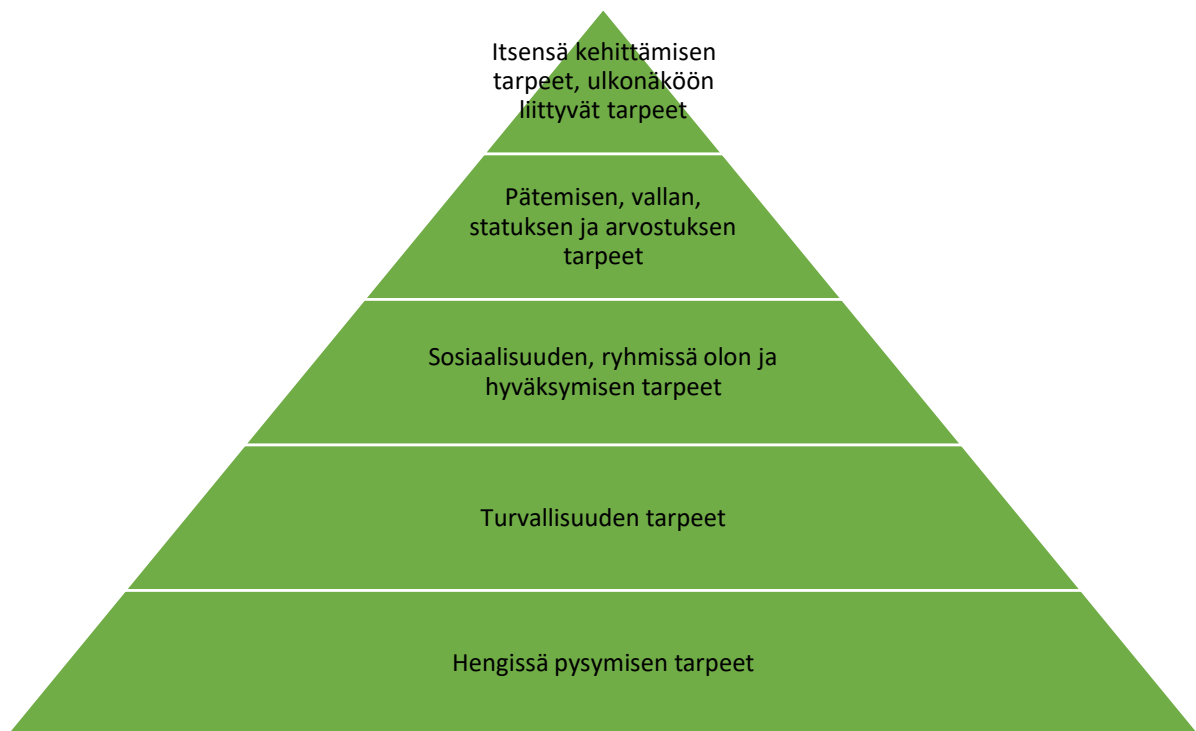 Itsensä kehittämisen
tarpeet, ulkonäköön
liittyvät tarpeet
Pätemisen, vallan,
statuksen ja arvostuksen
tarpeet
Sosiaalisuuden, ryhmissä olon ja
hyväksymisen tarpeet
Turvallisuuden tarpeet
Hengissä pysymisen tarpeet